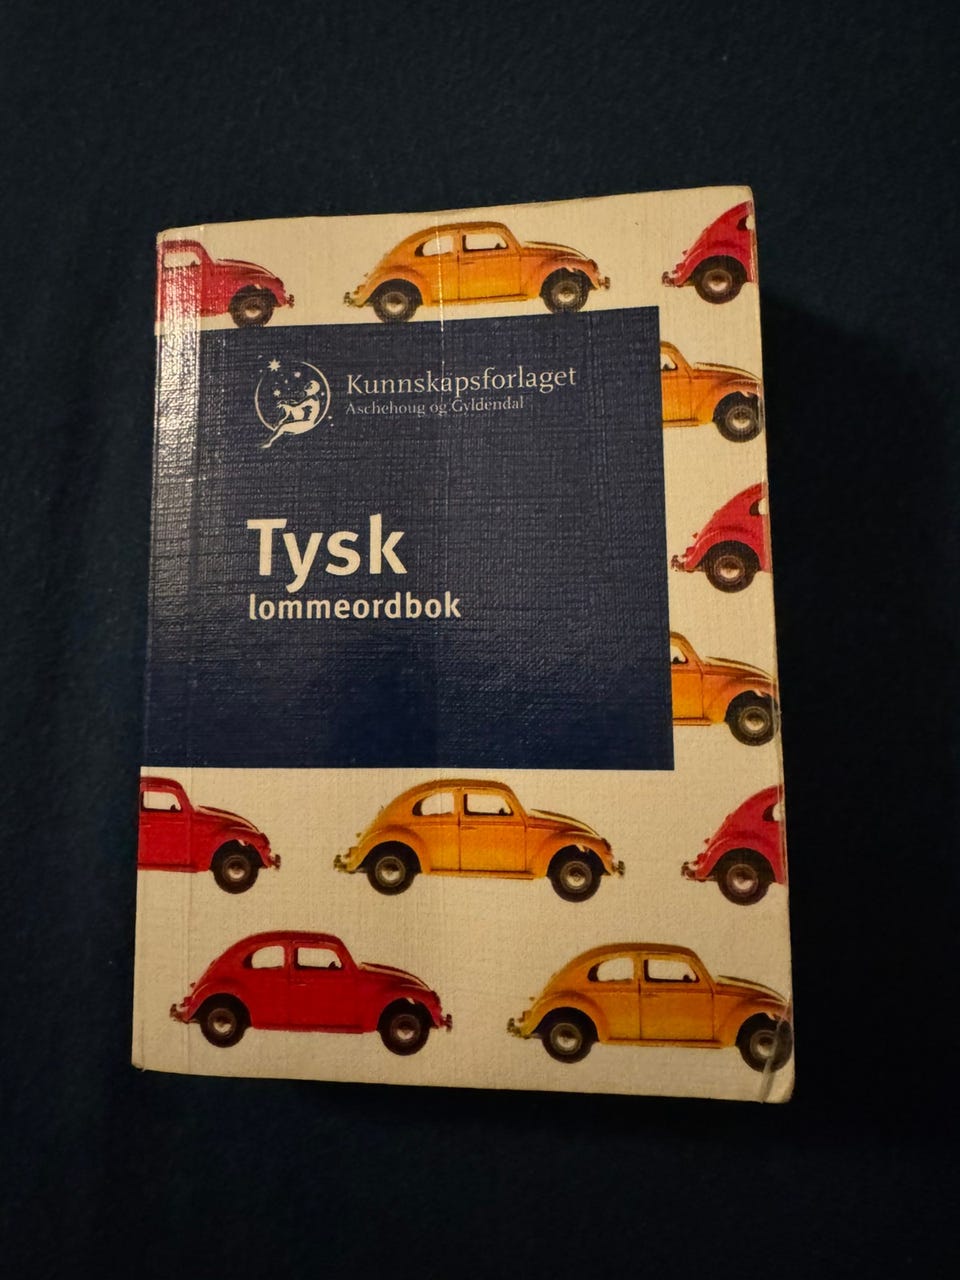 Kunnskapsforlaget
Aschehoug og Gyldendal
Tysk
lommeordbok